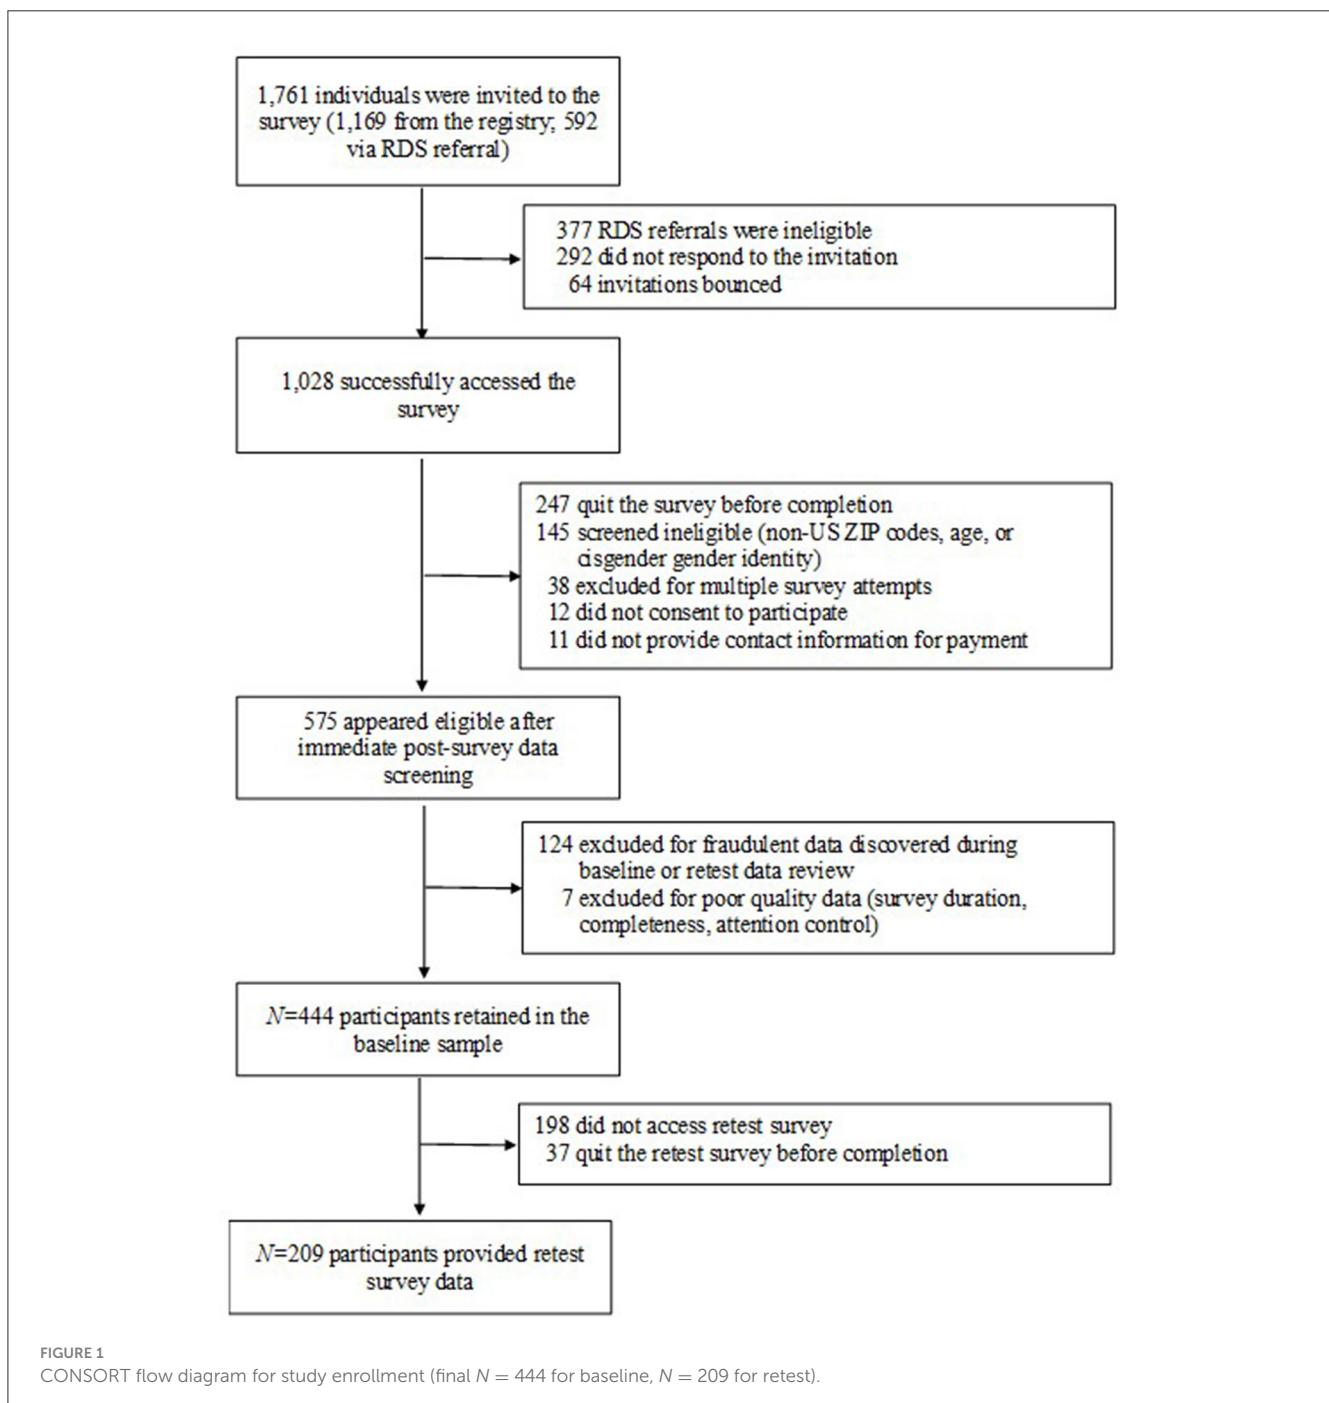 1,761 individuals were invited to the
survey (1,169 from the registry; 592
via RDS referral)
377 RDS referrals were ineligible
292 did not respond to the invitation
64 invitations bounced
1,028 successfully accessed the
survey
247 quit the survey before completion
145 screened ineligible (non-US ZIP codes, age, or
cisgender gender identity)
38 excluded for multiple survey attempts
12 did not consent to participate
11 did not provide contact information for payment
575 appeared eligible after
immediate post-survey data
screening
124 excluded for fraudulent data discovered during
baseline or retest data review
7 excluded for poor quality data (survey duration,
completeness, attention control)
N=444 participants retained in the
baseline sample
198 did not access retest survey
37 quit the retest survey before completion
N=209 participants provided retest
survey data
FIGURE 1
CONSORT flow diagram for study enrollment (final N = 444 for baseline, N = 209 for retest).